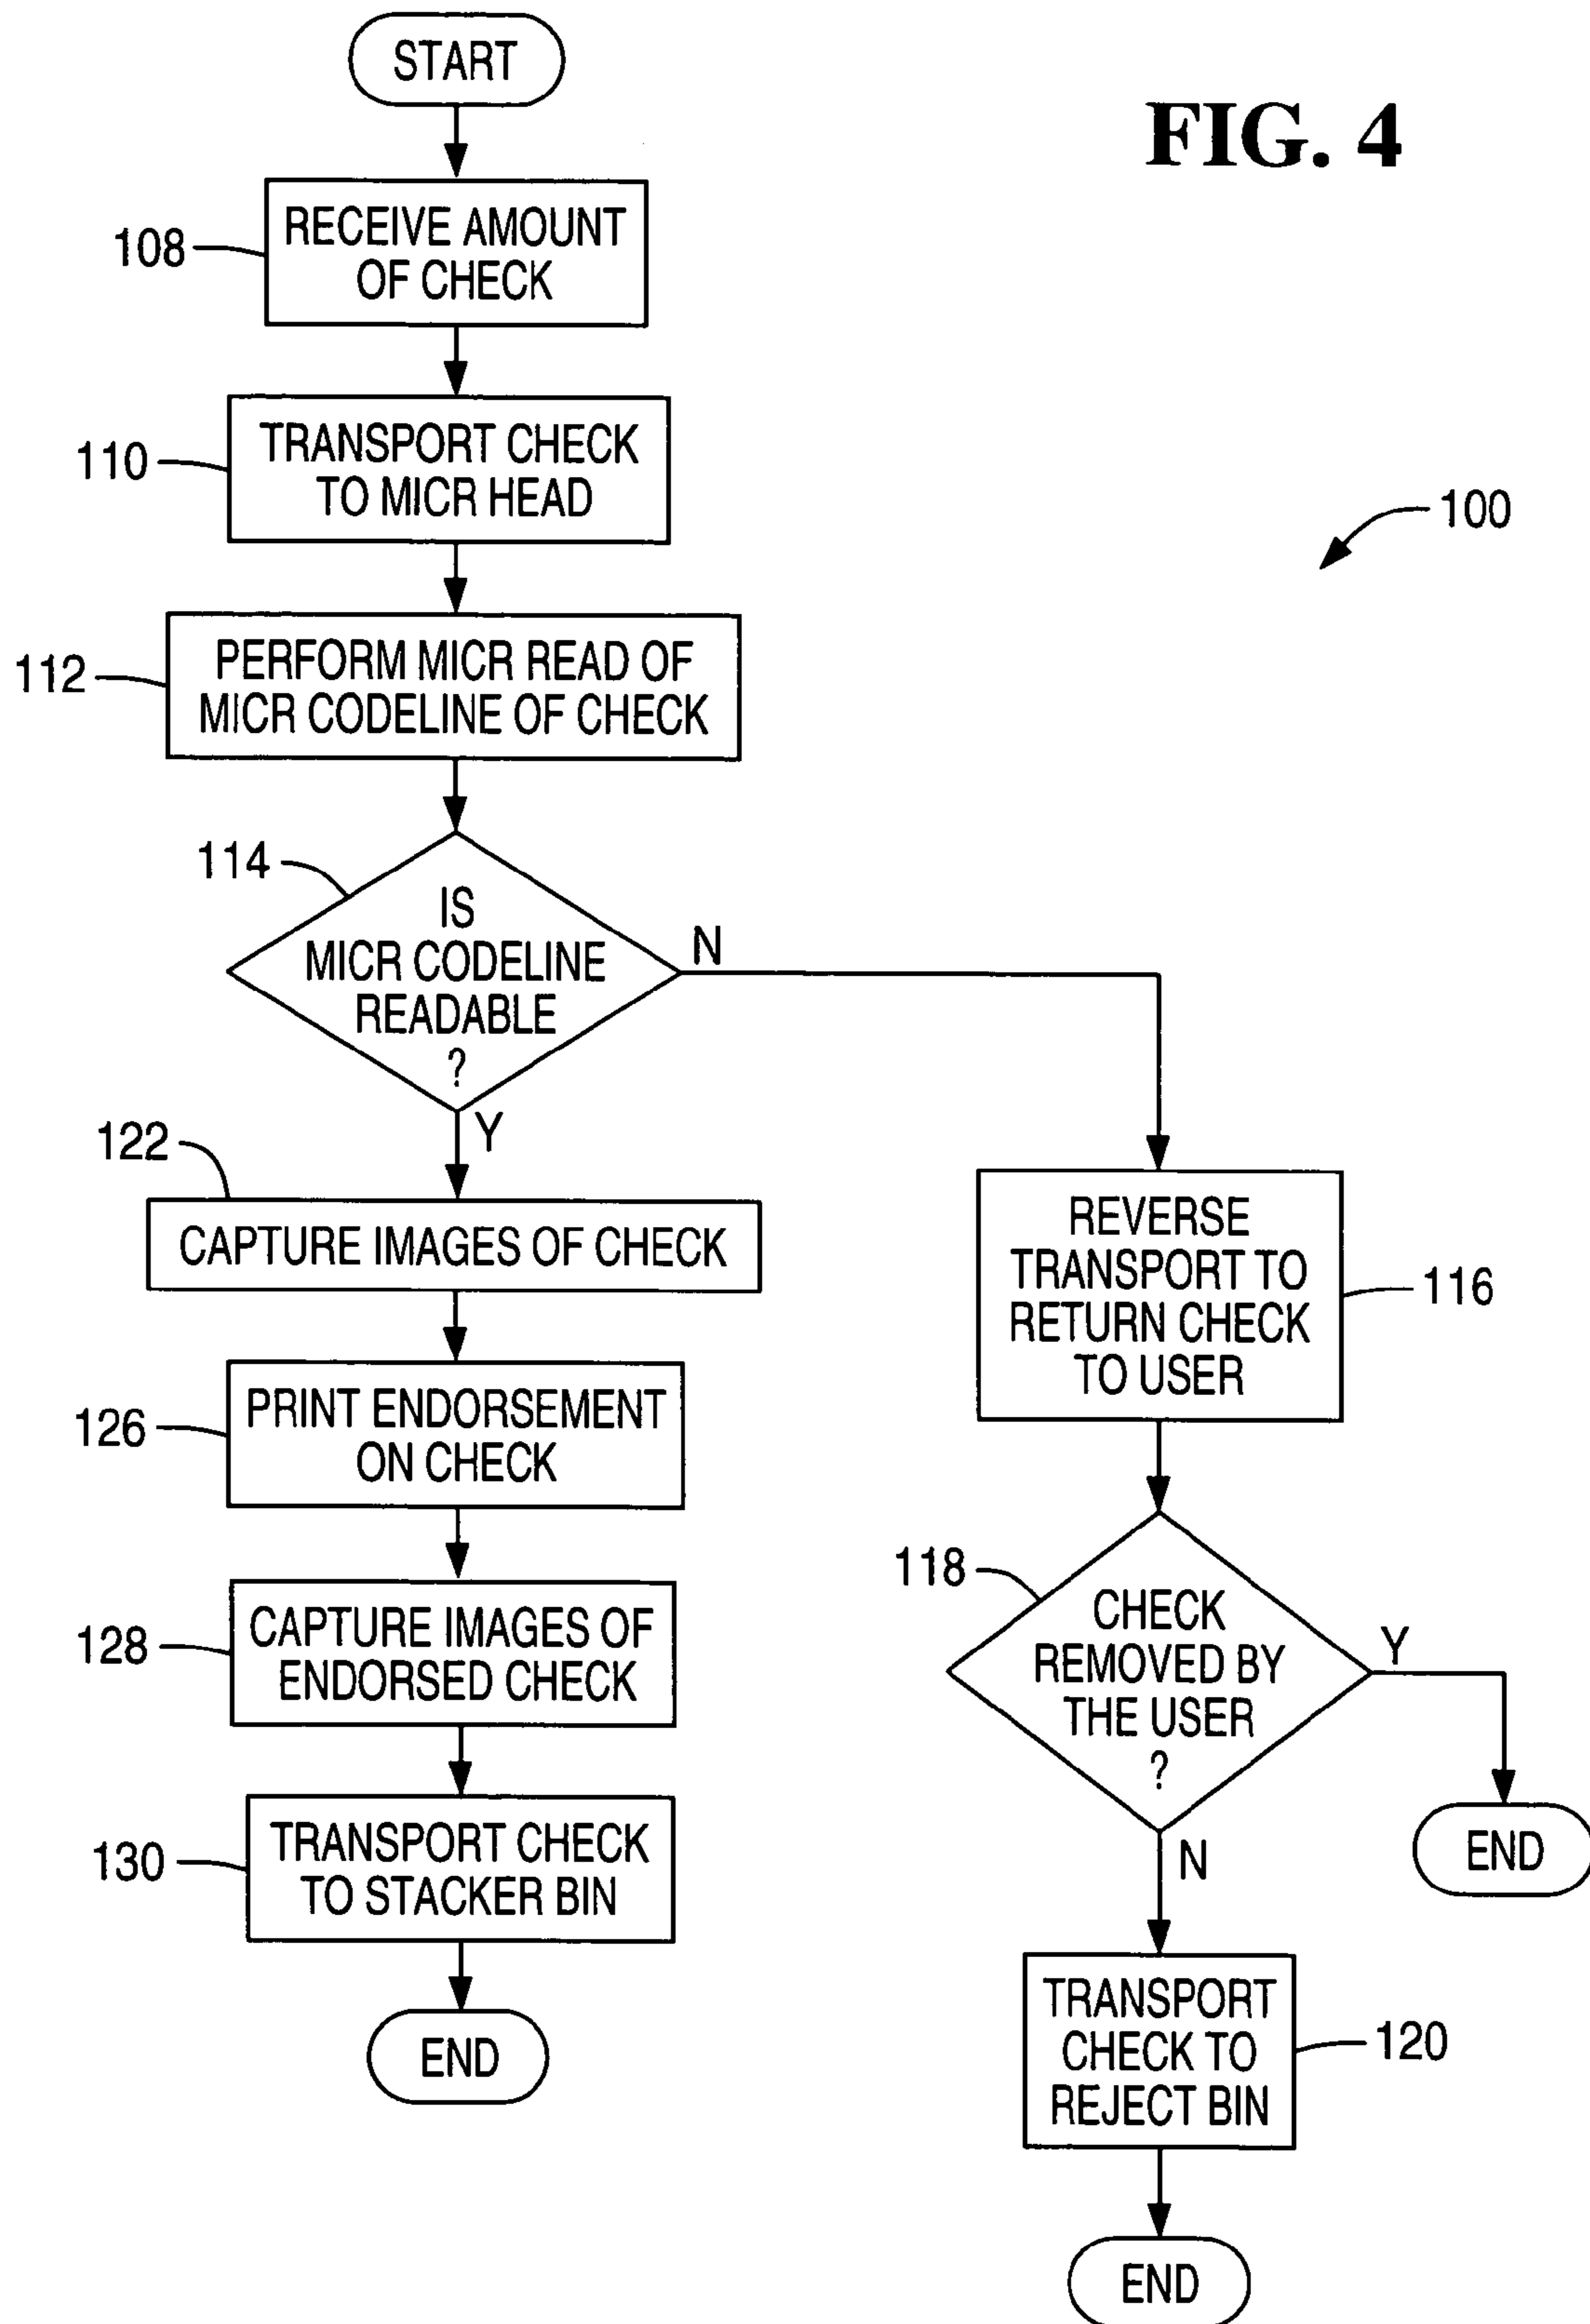 FIG. 4
100
START
108
RECEIVE AMOUNT
OF CHECK
110
TRANSPORT CHECK
TO MICR HEAD
112
PERFORM MICR READ OF
MICR CODELINE OF CHECK
114
IS
MICR CODELINE
READABLE
?
N
Y
122
CAPTURE IMAGES OF CHECK
126
PRINT ENDORSEMENT
ON CHECK
128
CAPTURE IMAGES OF
ENDORSED CHECK
130
TRANSPORT CHECK
TO STACKER BIN
END
REVERSE
TRANSPORT TO
RETURN CHECK
TO USER
116
118
CHECK
REMOVED BY
THE USER
?
Y
END
N
TRANSPORT
CHECK TO
REJECT BIN
120
END